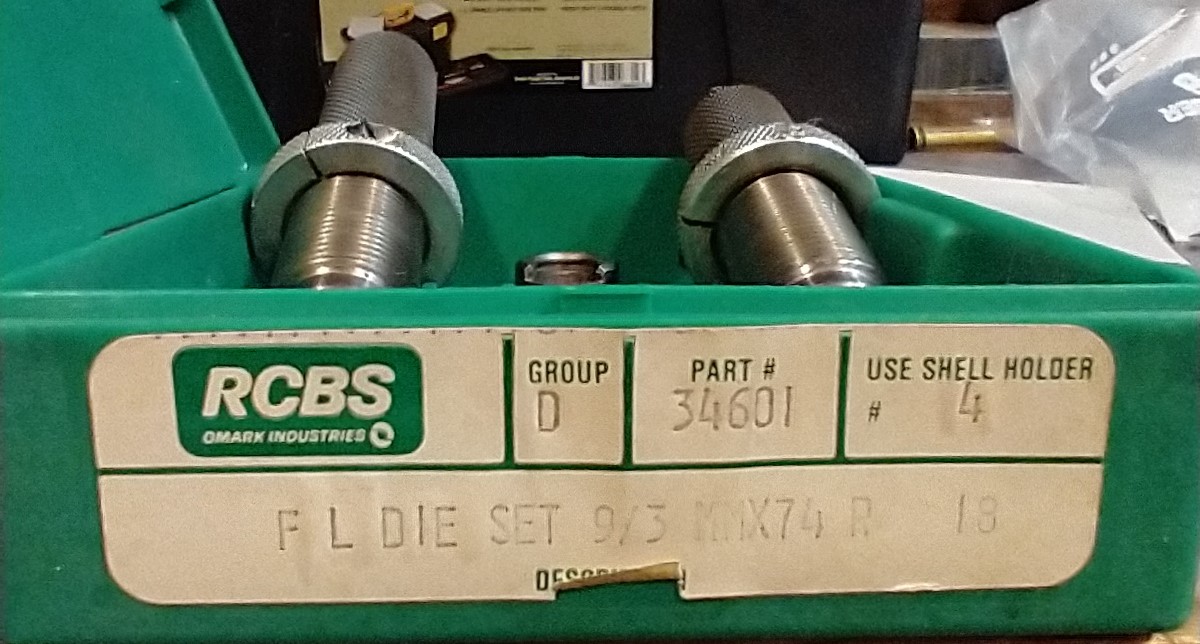 RCBS
OMARK INDUSTRIES
GROUP
D
PART #
34601
USE SHELL HOLDER
# 4
F L DIE SET 9/3 MMX74 R 18